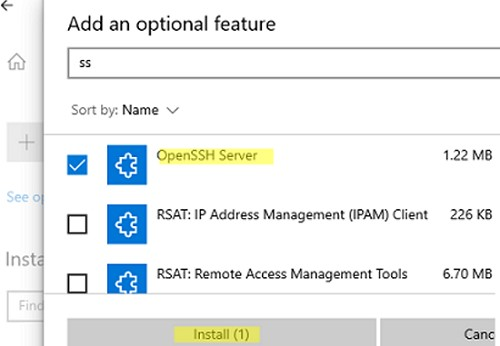 Add an optional feature
ss
Sort by: Name
OpenSSH Server 1.22 MB
See op
RSAT: IP Address Management (IPAM) Client 226 KB
Insta
RSAT: Remote Access Management Tools 6.70 MB
Find
Install (1) Canc